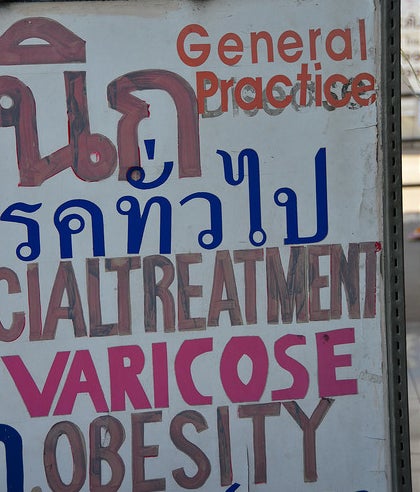 General
Practice
นิก
รคทั่วไป
CIAL TREATMENT
VARICOSE
.OBESITY